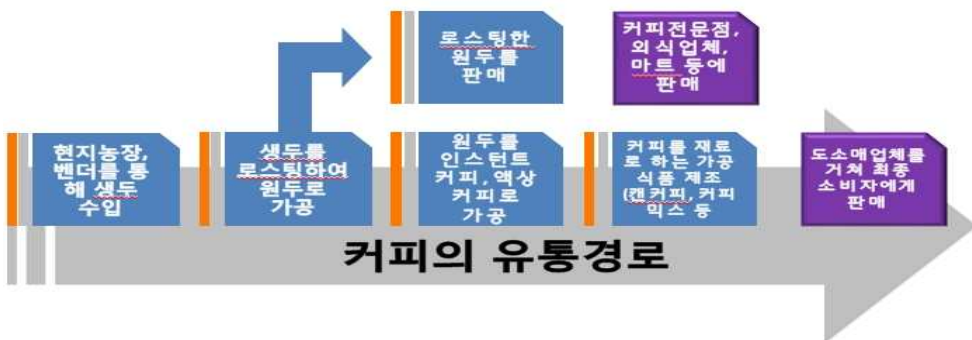 로스팅한
원두를
판매
커피전문점,
외식업체,
마트 등에
판매
현지농장,
벤더를 통
해 생두
수입
생두를
로스팅하여
원두로
가공
원두를
인스턴트
커피,액상
커피로
가공
커피를 재료
로 하는 가공
식품 제조
(캔커피, 커피
믹스 등
도소매업체를
거쳐 최종
소비자에게
판매
커피의 유통경로